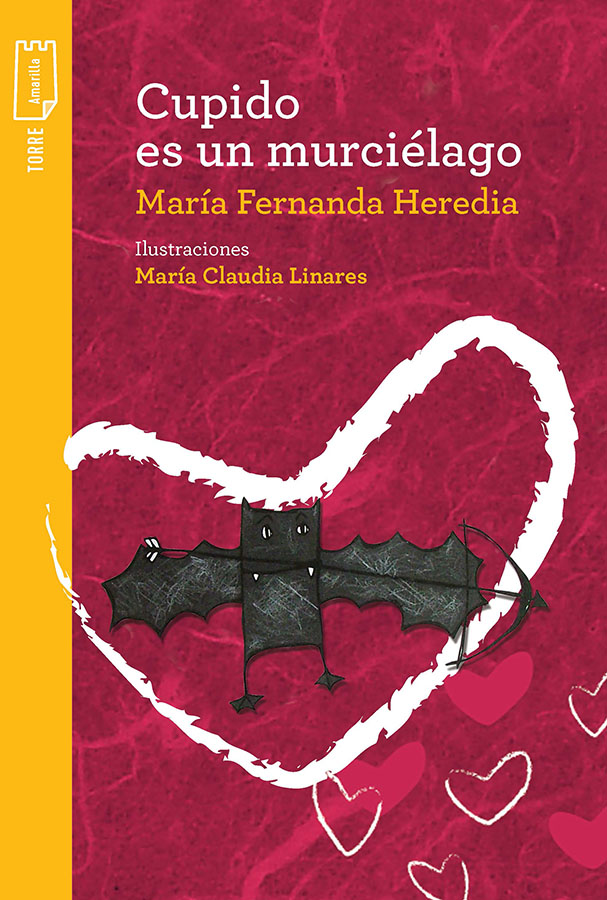 TORRE
Amarilla
Cupido
es un murciélago
María Fernanda Heredia
Ilustraciones
María Claudia Linares